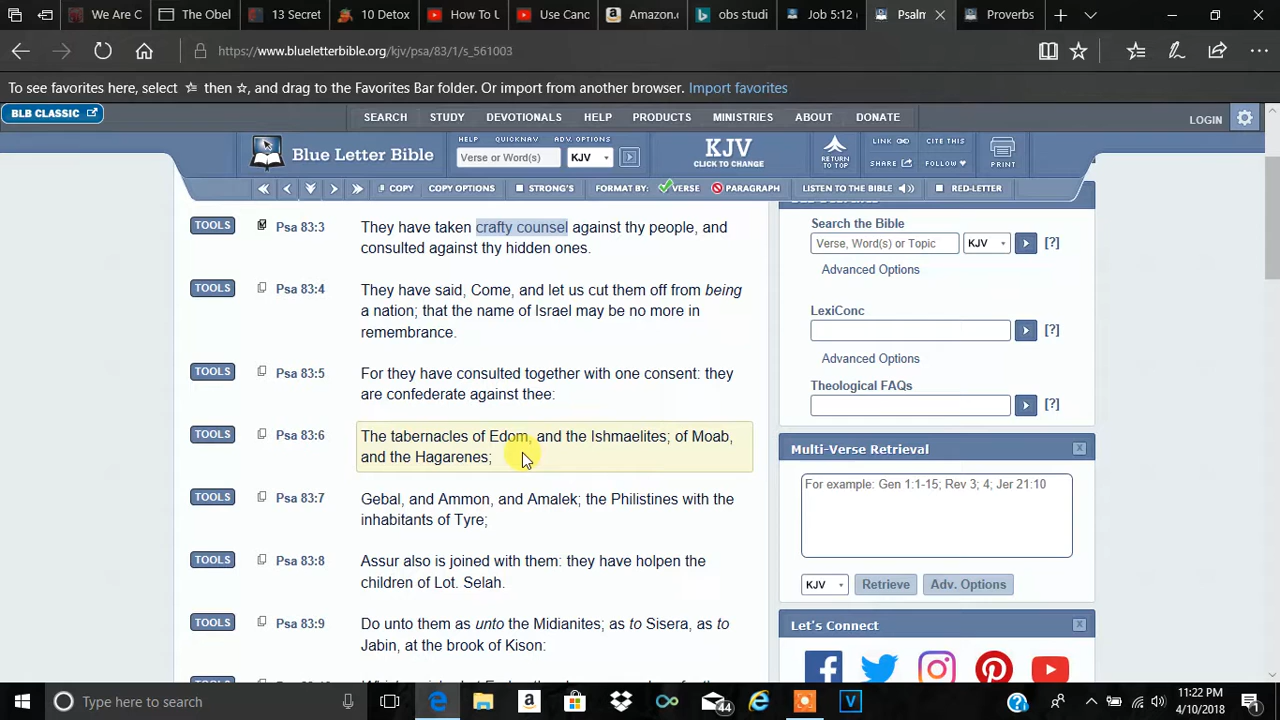 We Are C
The Obel
13 Secret
10 Detox
How To U
Use Canc
Amazon.c
obs studi
Job 5:12 (
Psalm
Proverbs
https://www.blueletterbible.org/kjv/psa/83/1/s_561003
To see favorites here, select ☆ then ☆, and drag to the Favorites Bar folder. Or import from another browser. Import favorites
BLB CLASSIC
SEARCH STUDY DEVOTIONALS HELP PRODUCTS MINISTRIES ABOUT DONATE
LOGIN
Blue Letter Bible
HELP QUICKNAV ADV. OPTIONS
Verse or Word(s) KJV
KJV
CLICK TO CHANGE
RETURN TO TOP
LINK CITE THIS
SHARE FOLLOW
PRINT
COPY COPY OPTIONS STRONG'S FORMAT BY: VERSE PARAGRAPH LISTEN TO THE BIBLE RED-LETTER
TOOLS Psa 83:3 They have taken crafty counsel against thy people, and
consulted against thy hidden ones.
TOOLS Psa 83:4 They have said, Come, and let us cut them off from being
a nation; that the name of Israel may be no more in
remembrance.
TOOLS Psa 83:5 For they have consulted together with one consent: they
are confederate against thee:
TOOLS Psa 83:6 The tabernacles of Edom, and the Ishmaelites; of Moab,
and the Hagarenes;
TOOLS Psa 83:7 Gebal, and Ammon, and Amalek; the Philistines with the
inhabitants of Tyre;
TOOLS Psa 83:8 Assur also is joined with them: they have holpen the
children of Lot. Selah.
TOOLS Psa 83:9 Do unto them as unto the Midianites; as to Sisera, as to
Jabin, at the brook of Kison:
Search the Bible
Verse, Word(s) or Topic KJV [?]
Advanced Options
LexiConc
[?]
Advanced Options
Theological FAQs
[?]
Multi-Verse Retrieval
For example: Gen 1:1-15; Rev 3; 4; Jer 21:10
KJV Retrieve Adv. Options
Let's Connect
Type here to search
44
11:22 PM
4/10/2018